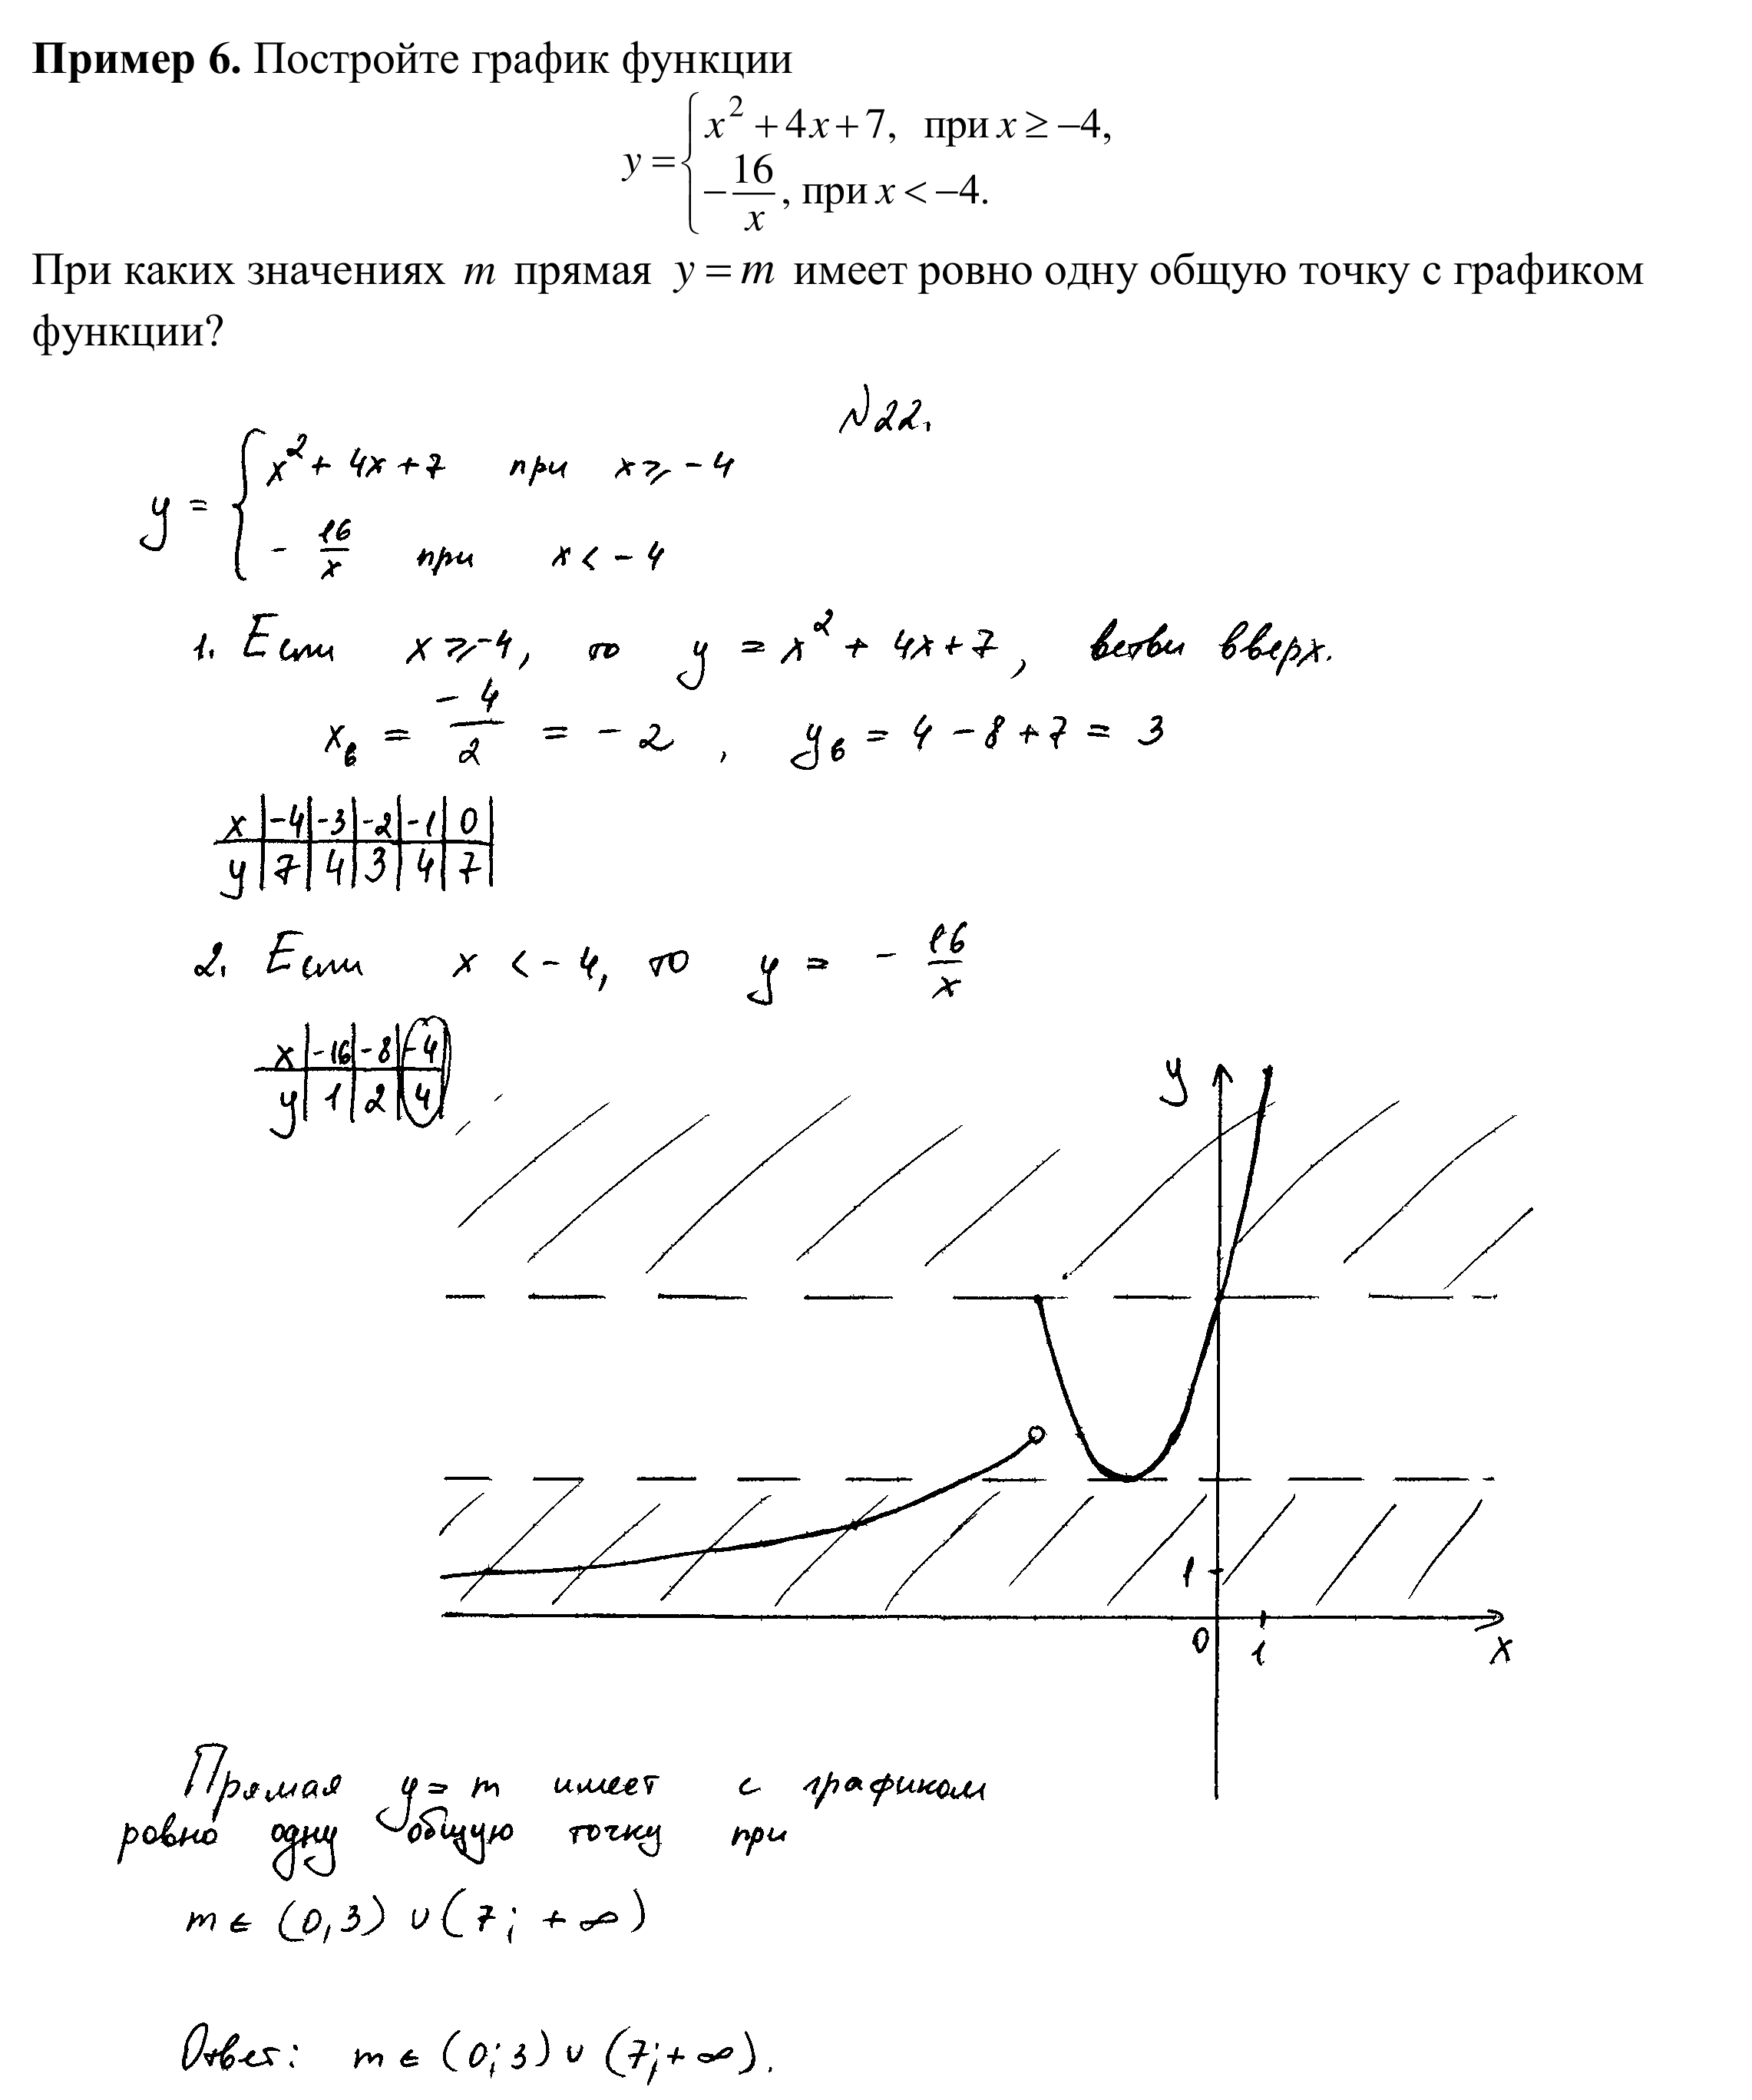 Пример 6. Постройте график функции
y = { x² + 4x + 7, при x ≥ −4,
−16/x, при x < −4.
При каких значениях m прямая y = m имеет ровно одну общую точку с графиком
функции?
N22.
y = { x² + 4x + 7 при x ⩾ −4
− 16/x при x < −4
1. Если x ⩾ −4, то y = x² + 4x + 7, ветви вверх.
xв = −4/2 = −2, yв = 4 − 8 + 7 = 3
x | −4 | −3 | −2 | −1 | 0 |
y | 7 | 4 | 3 | 4 | 7 |
2. Если x < −4, то y = − 16/x
x | −16 | −8 | −4
y | 1 | 2 | 4
y
1
0 1 x
Прямая y = m имеет с графиком
ровно одну общую точку при
m ∈ (0, 3) ∪ (7; +∞)
Ответ: m ∈ (0; 3) ∪ (7; +∞).